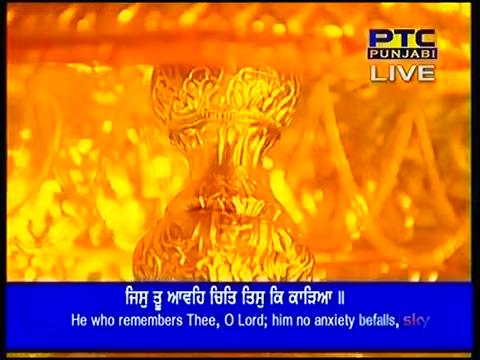 PTC
PUNJABI
LIVE
ਜਿਸੁ ਤੂ ਆਵਹਿ ਚਿਤਿ ਤਿਸੁ ਕਿ ਕਾੜਿਆ ॥
He who remembers Thee, O Lord; him no anxiety befalls,
sky